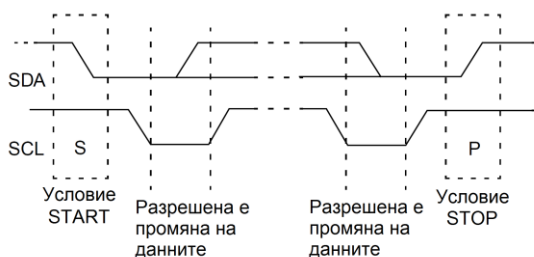 SDA
SCL
S
P
Условие
START
Разрешена е
промяна на
данните
Разрешена е
промяна на
данните
Условие
STOP